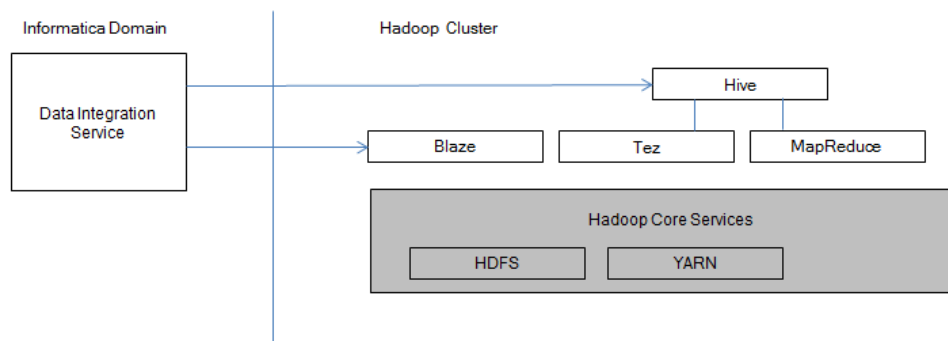 Informatica Domain
Hadoop Cluster
Hive
Data Integration
Service
Blaze
Tez
MapReduce
Hadoop Core Services
HDFS
YARN